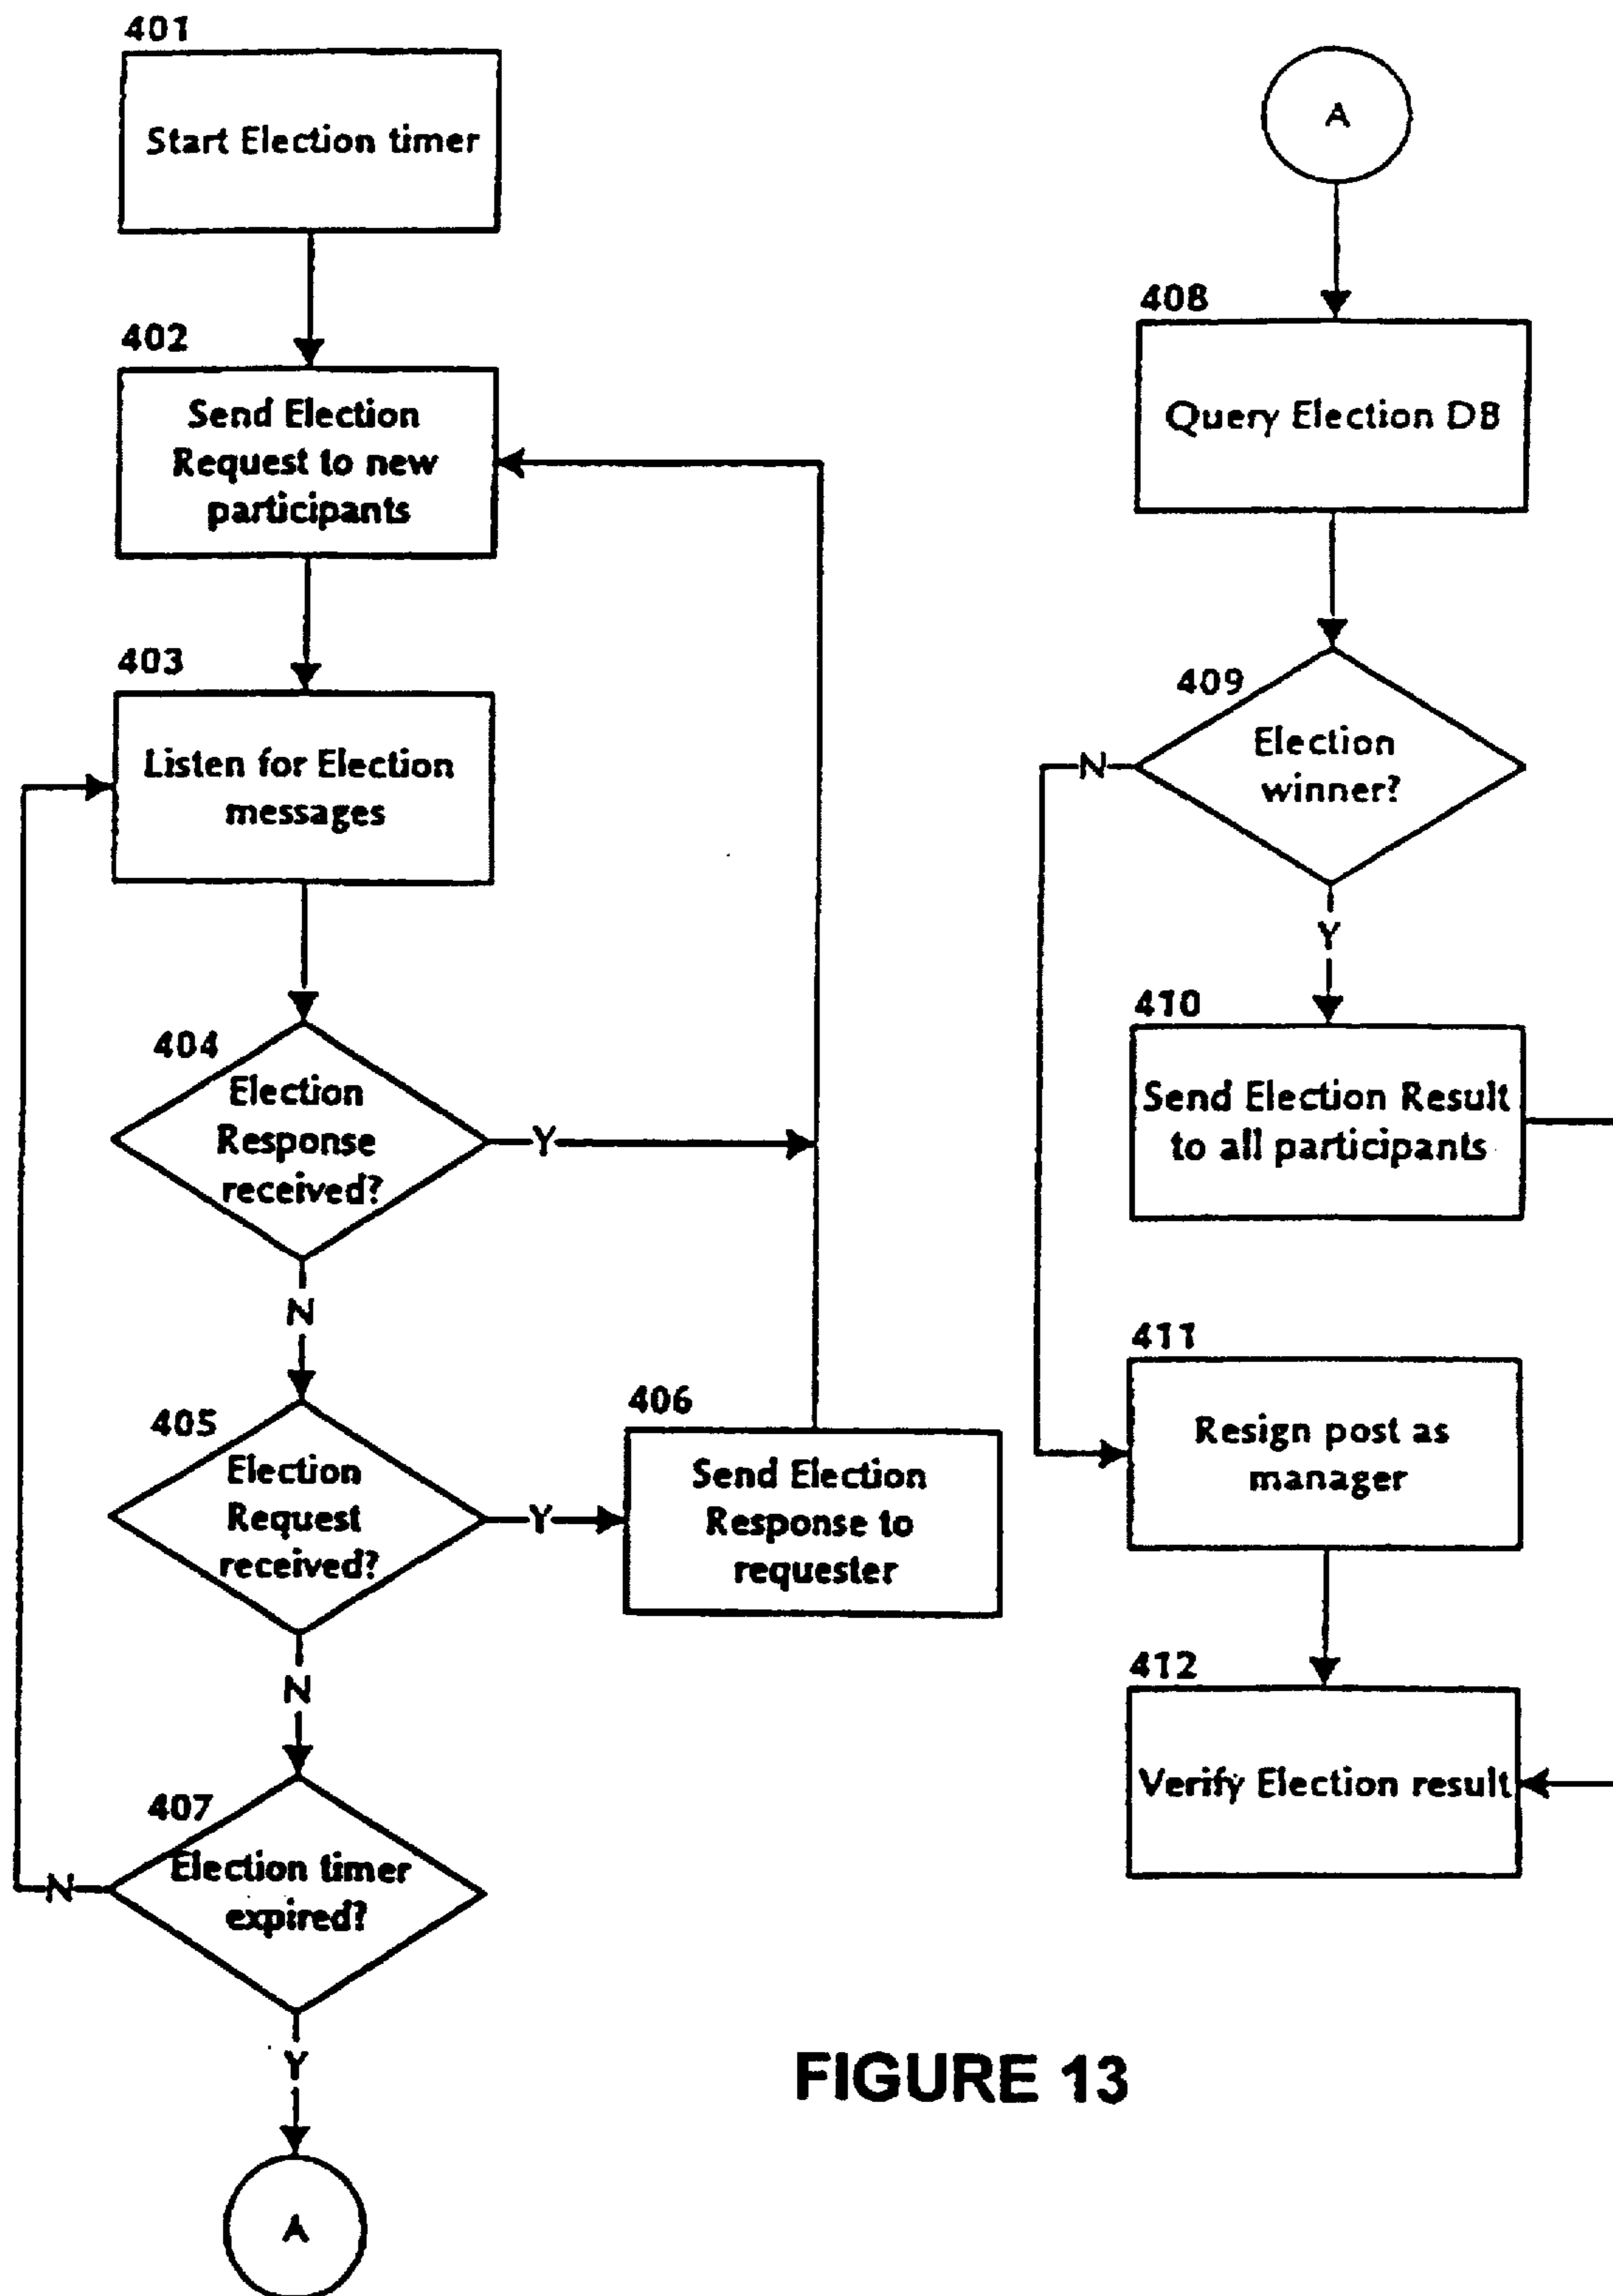 401
Start Election timer
402
Send Election
Request to new
participants
403
Listen for Election
messages
404
Election
Response
received?
Y
N
405
Election
Request
received?
Y
406
Send Election
Response to
requester
N
407
Election timer
expired?
N
Y
A
A
408
Query Election DB
409
Election
winner?
N
Y
410
Send Election Result
to all participants
411
Resign post as
manager
412
Verify Election result
FIGURE 13